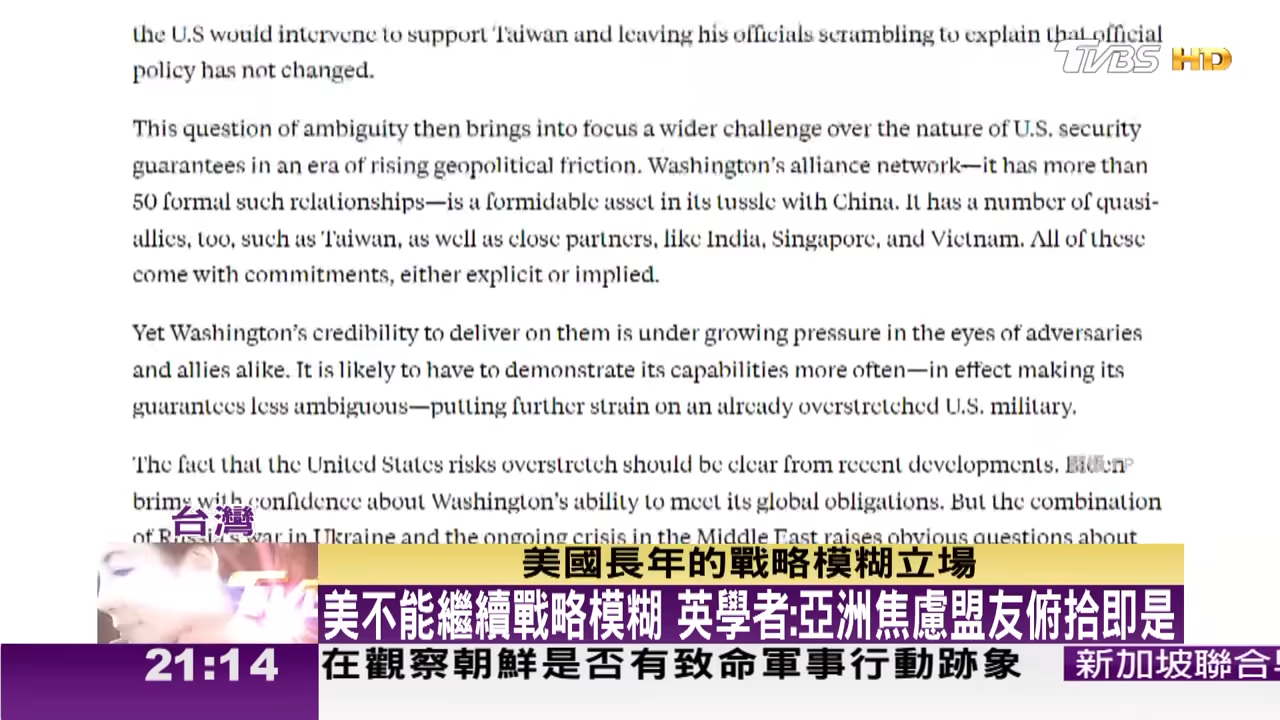 the U.S would intervene to support Taiwan and leaving his officials scrambling to explain that official
TVBS HD
policy has not changed.
This question of ambiguity then brings into focus a wider challenge over the nature of U.S. security
guarantees in an era of rising geopolitical friction. Washington's alliance network—it has more than
50 formal such relationships—is a formidable asset in its tussle with China. It has a number of quasi-
allies, too, such as Taiwan, as well as close partners, like India, Singapore, and Vietnam. All of these
come with commitments, either explicit or implied.
Yet Washington's credibility to deliver on them is under growing pressure in the eyes of adversaries
and allies alike. It is likely to have to demonstrate its capabilities more often—in effect making its
guarantees less ambiguous—putting further strain on an already overstretched U.S. military.
The fact that the United States risks overstretch should be clear from recent developments. Biden
brims with confidence about Washington's ability to meet its global obligations. But the combination
of Russia's war in Ukraine and the ongoing crisis in the Middle East raises obvious questions about
台灣
美國長年的戰略模糊立場
美不能繼續戰略模糊 英學者:亞洲焦慮盟友俯拾即是
21:14 在觀察朝鮮是否有致命軍事行動跡象 新加坡聯合